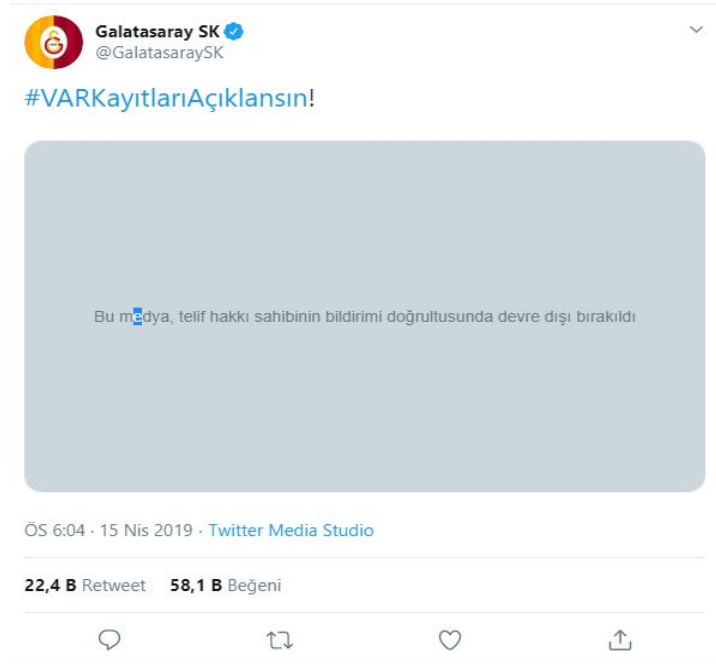 Galatasaray SK
@GalatasaraySK
#VARKayıtlarıAçıklansın!
Bu medya, telif hakkı sahibinin bildirimi doğrultusunda devre dışı bırakıldı
ÖS 6:04 · 15 Nis 2019 · Twitter Media Studio
22,4 B Retweet 58,1 B Beğeni